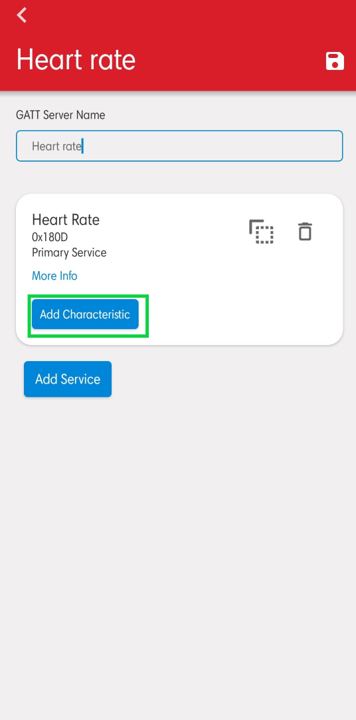 Heart rate
GATT Server Name
Heart rate
Heart Rate
0x180D
Primary Service
More Info
Add Characteristic
Add Service